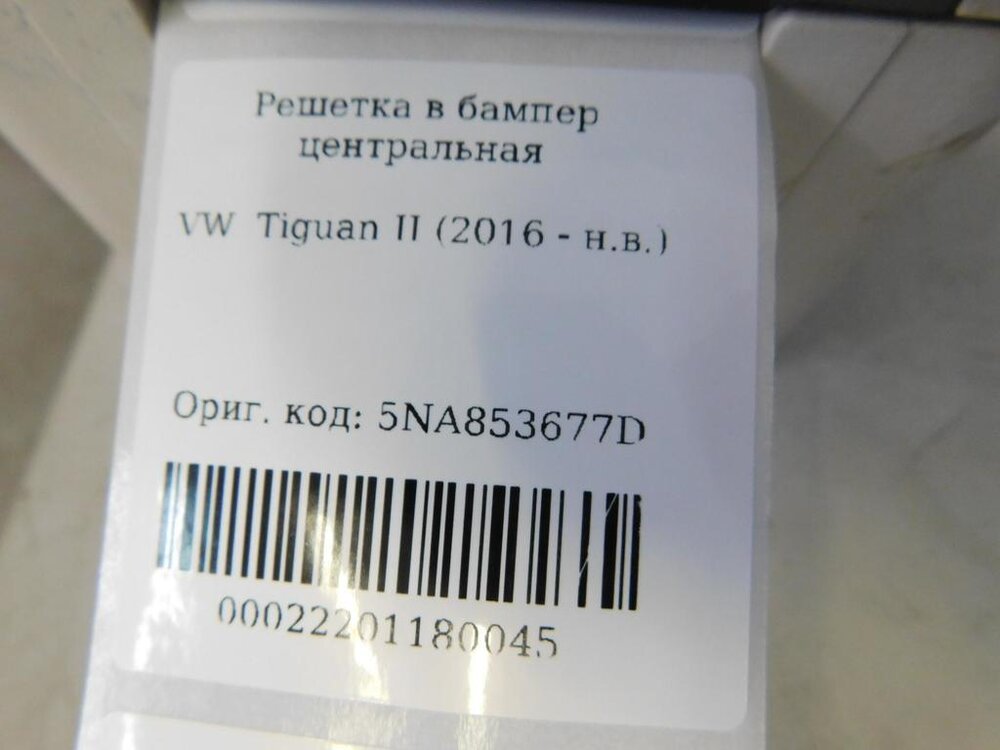 Решетка в бампер
центральная
VW Tiguan II (2016 - н.в.)
Ориг. код: 5NA853677D
00022201180045